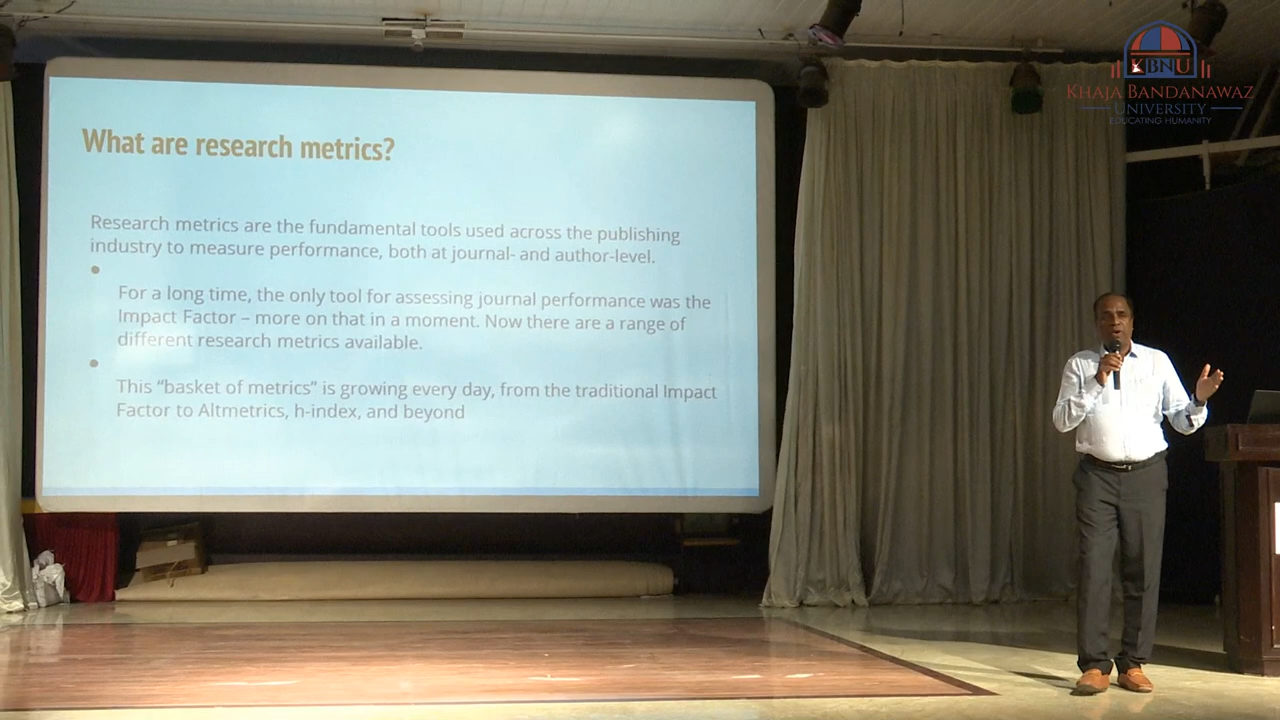 KBNU
KHAJA BANDANAWAZ
UNIVERSITY
EDUCATING HUMANITY
What are research metrics?
Research metrics are the fundamental tools used across the publishing
industry to measure performance, both at journal- and author-level.
For a long time, the only tool for assessing journal performance was the
Impact Factor – more on that in a moment. Now there are a range of
different research metrics available.
This “basket of metrics” is growing every day, from the traditional Impact
Factor to Altmetrics, h-index, and beyond